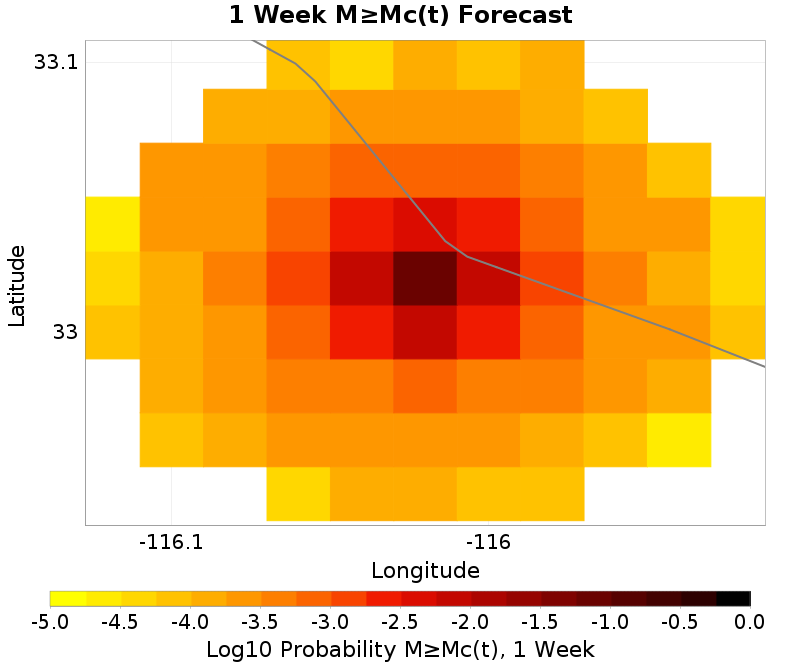 1 Week M≥Mc(t) Forecast
33.1
33
Latitude
-116.1 -116
Longitude
-5.0 -4.5 -4.0 -3.5 -3.0 -2.5 -2.0 -1.5 -1.0 -0.5 0.0
Log10 Probability M≥Mc(t), 1 Week